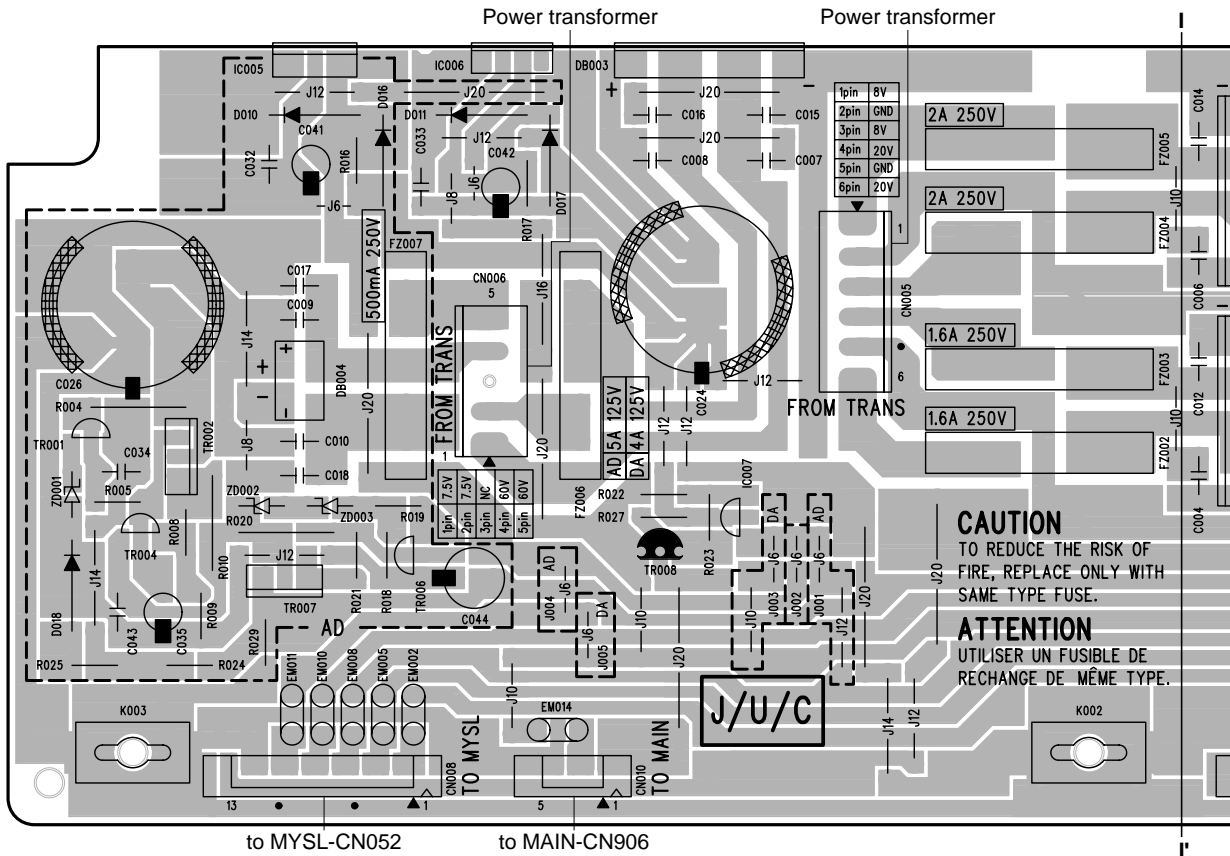 Power transformer
Power transformer
I
IC005
IC006
DB003
J12
D016
J20
+
J20
-
1pin 8V
2pin GND
3pin 8V
4pin 20V
5pin GND
6pin 20V
2A 250V
C014
D010
C041
D011
C016
C015
J12
J20
FZ005
C032
R016
C033
C042
C008
C007
J6
J8
J6
R017
D017
2A 250V
J10
1
FZ004
500mA 250V
FZ007
C017
CN006
5
J16
CN005
C006
C009
J14
FROM TRANS
1.6A 250V
+
-
+
-
DB004
J20
6
FZ003
C026
J12
C024
FROM TRANS
C012
R004
AD 5A 125V
DA 4A 125V
J12
J12
1.6A 250V
J10
TR001
TR002
C034
J8
C010
1
J20
FZ002
C018
IC007
ZD001
R005
ZD002
ZD003
1pin 7.5V
2pin 7.5V
3pin NC
4pin 60V
5pin 60V
FZ006
R022
R027
C004
R020
R019
DA
AD
CAUTION
TO REDUCE THE RISK OF
FIRE, REPLACE ONLY WITH
SAME TYPE FUSE.
TR004
R008
R010
J12
AD
J6
J004
TR008
R023
J6
J003
J6
J002
J6
J001
J20
J20
J14
TR007
R021
R018
TR006
C044
DA
J6
J005
J10
J10
J12
D018
C043
C035
R009
R029
AD
ATTENTION
UTILISER UN FUSIBLE DE
RECHANGE DE MÊME TYPE.
R025
R024
EM011
EM010
EM008
EM005
EM002
J10
J20
J/U/C
K003
EM014
J14
J12
K002
TO MYSL
CN008
TO MAIN
CN010
13
1
5
1
to MYSL-CN052
to MAIN-CN906
I'